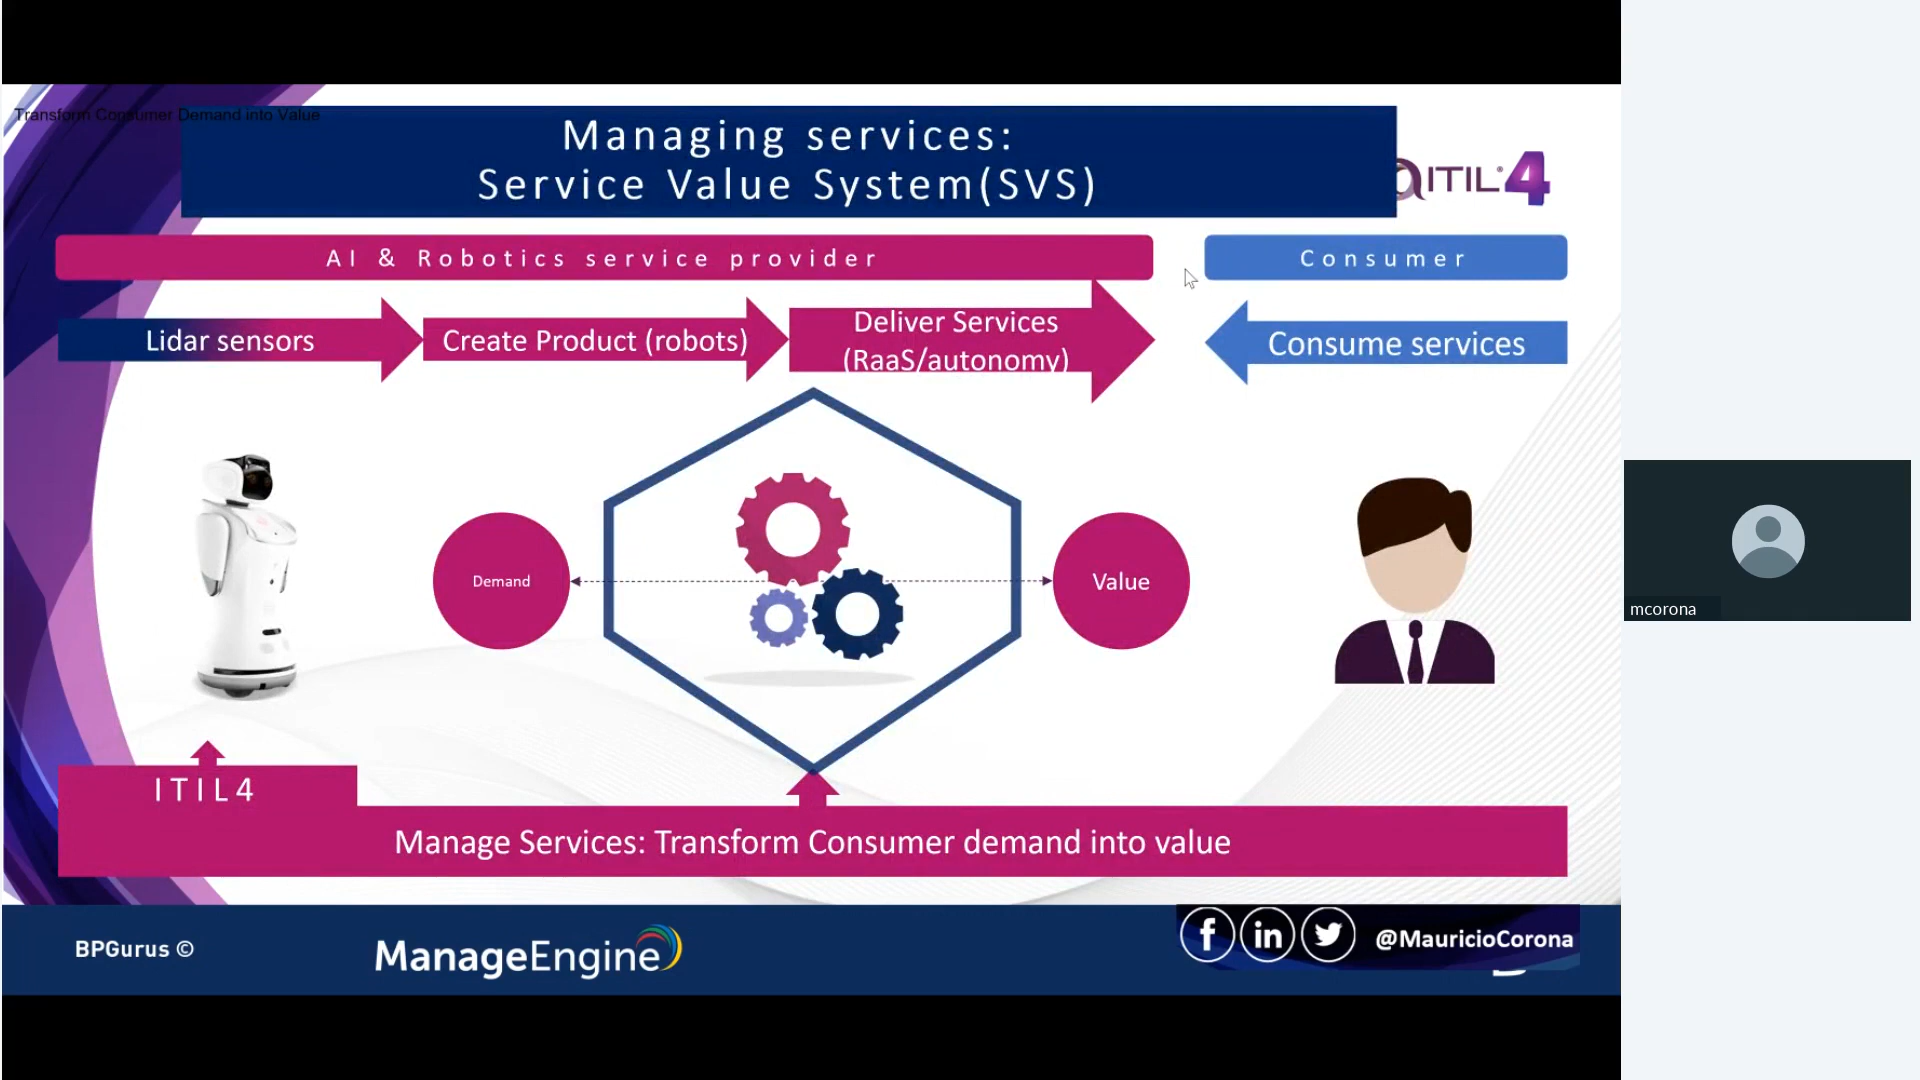 Transform Consumer Demand into Value
Managing services:
Service Value System(SVS)
ITIL®4
AI & Robotics service provider
Consumer
Lidar sensors
Create Product (robots)
Deliver Services
(RaaS/autonomy)
Consume services
Demand
Value
mcorona
ITIL4
Manage Services: Transform Consumer demand into value
BPGurus ©
ManageEngine
f in @MauricioCorona